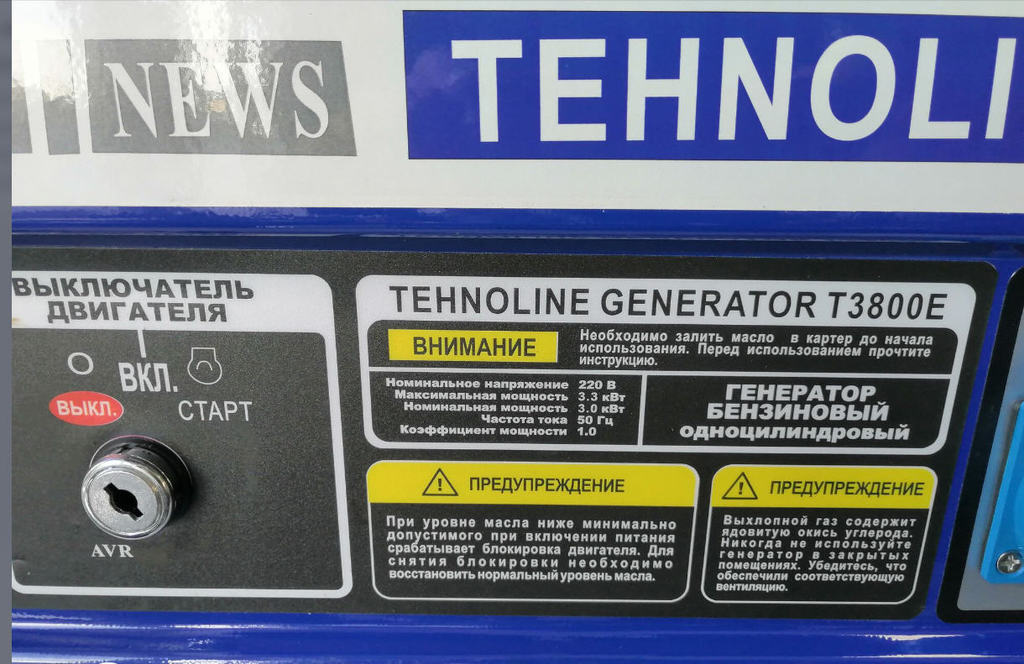 NEWS
TEHNOLI
ВЫКЛЮЧАТЕЛЬ
ДВИГАТЕЛЯ
ВКЛ.
ВЫКЛ.
СТАРТ
AVR
TEHNOLINE GENERATOR T3800E
ВНИМАНИЕ
Необходимо залить масло в картер до начала
использования. Перед использованием прочтите
инструкцию.
Номинальное напряжение 220 В
Максимальная мощность 3.3 кВт
Номинальная мощность 3.0 кВт
Частота тока 50 Гц
Коэффициент мощности 1.0
ГЕНЕРАТОР
БЕНЗИНОВЫЙ
ОДНОЦИЛИНДРОВЫЙ
ПРЕДУПРЕЖДЕНИЕ
При уровне масла ниже минимально
допустимого при включении питания
срабатывает блокировка двигателя. Для
снятия блокировки необходимо
восстановить нормальный уровень масла.
ПРЕДУПРЕЖДЕНИЕ
Выхлопной газ содержит
ядовитую окись углерода.
Никогда не используйте
генератор в закрытых
помещениях. Убедитесь, что
обеспечили соответствующую
вентиляцию.